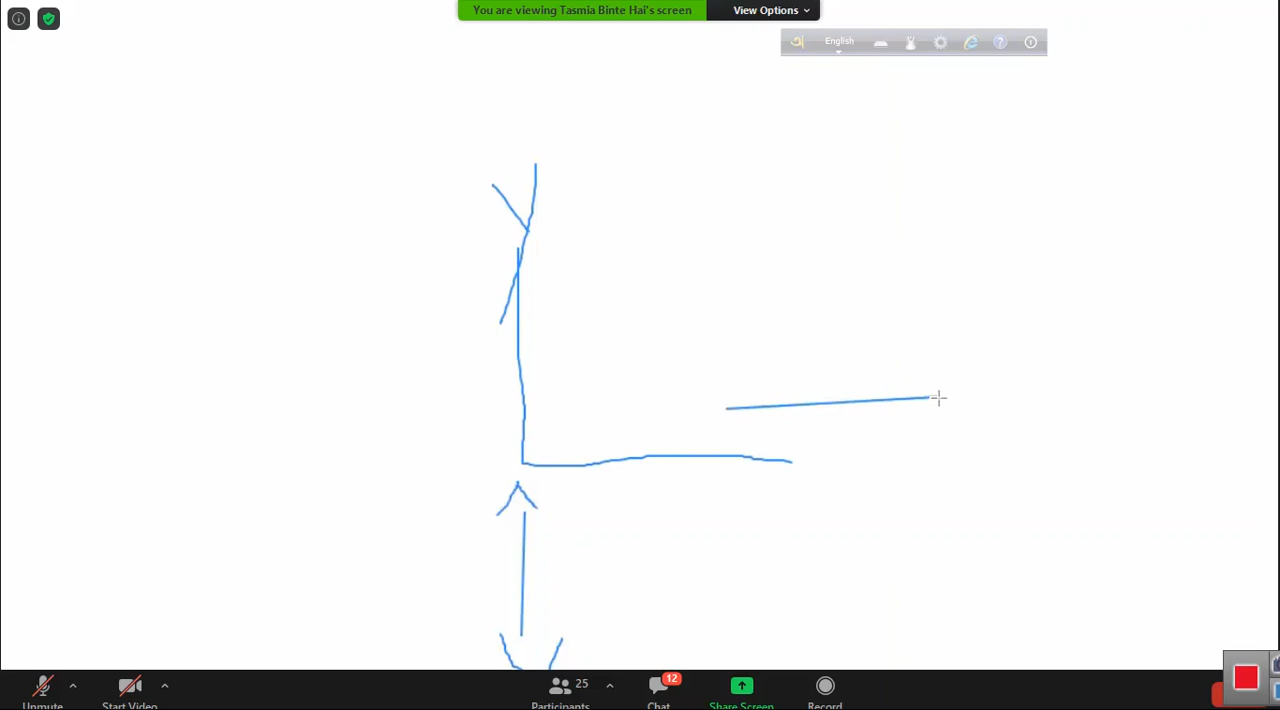 You are viewing Tasmia Binte Hai's screen View Options
English
Y
12
25
Unmute Start Video Participants Chat Share Screen Record